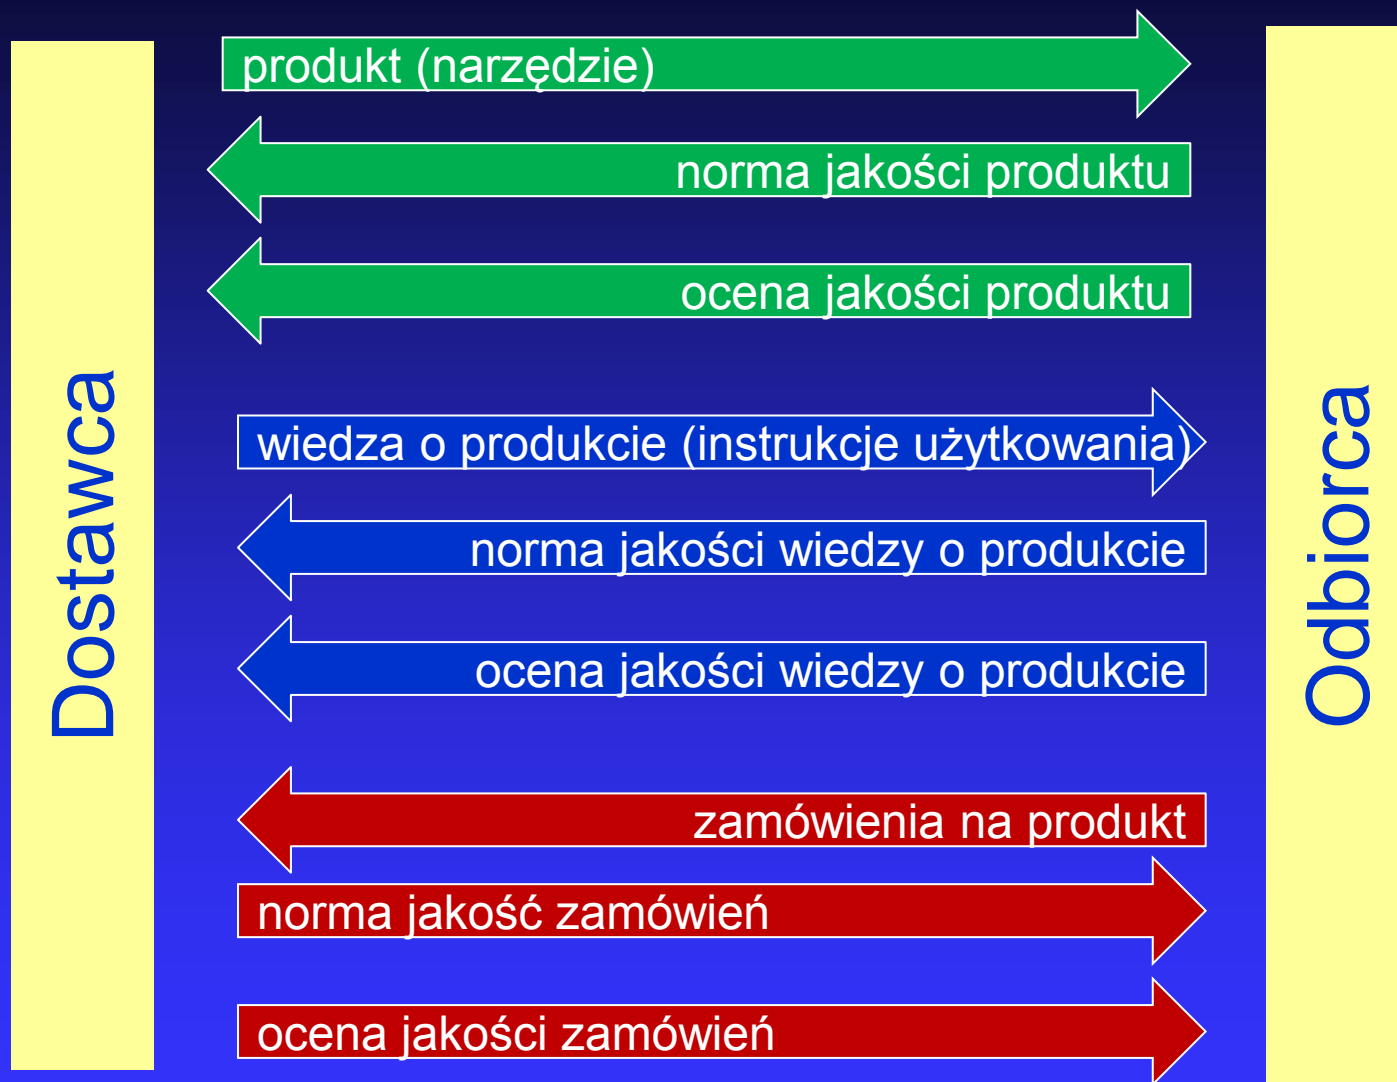 Dostawca
produkt (narzędzie)
norma jakości produktu
ocena jakości produktu
wiedza o produkcie (instrukcje użytkowania)
norma jakości wiedzy o produkcie
ocena jakości wiedzy o produkcie
zamówienia na produkt
norma jakość zamówień
ocena jakości zamówień
Odbiorca